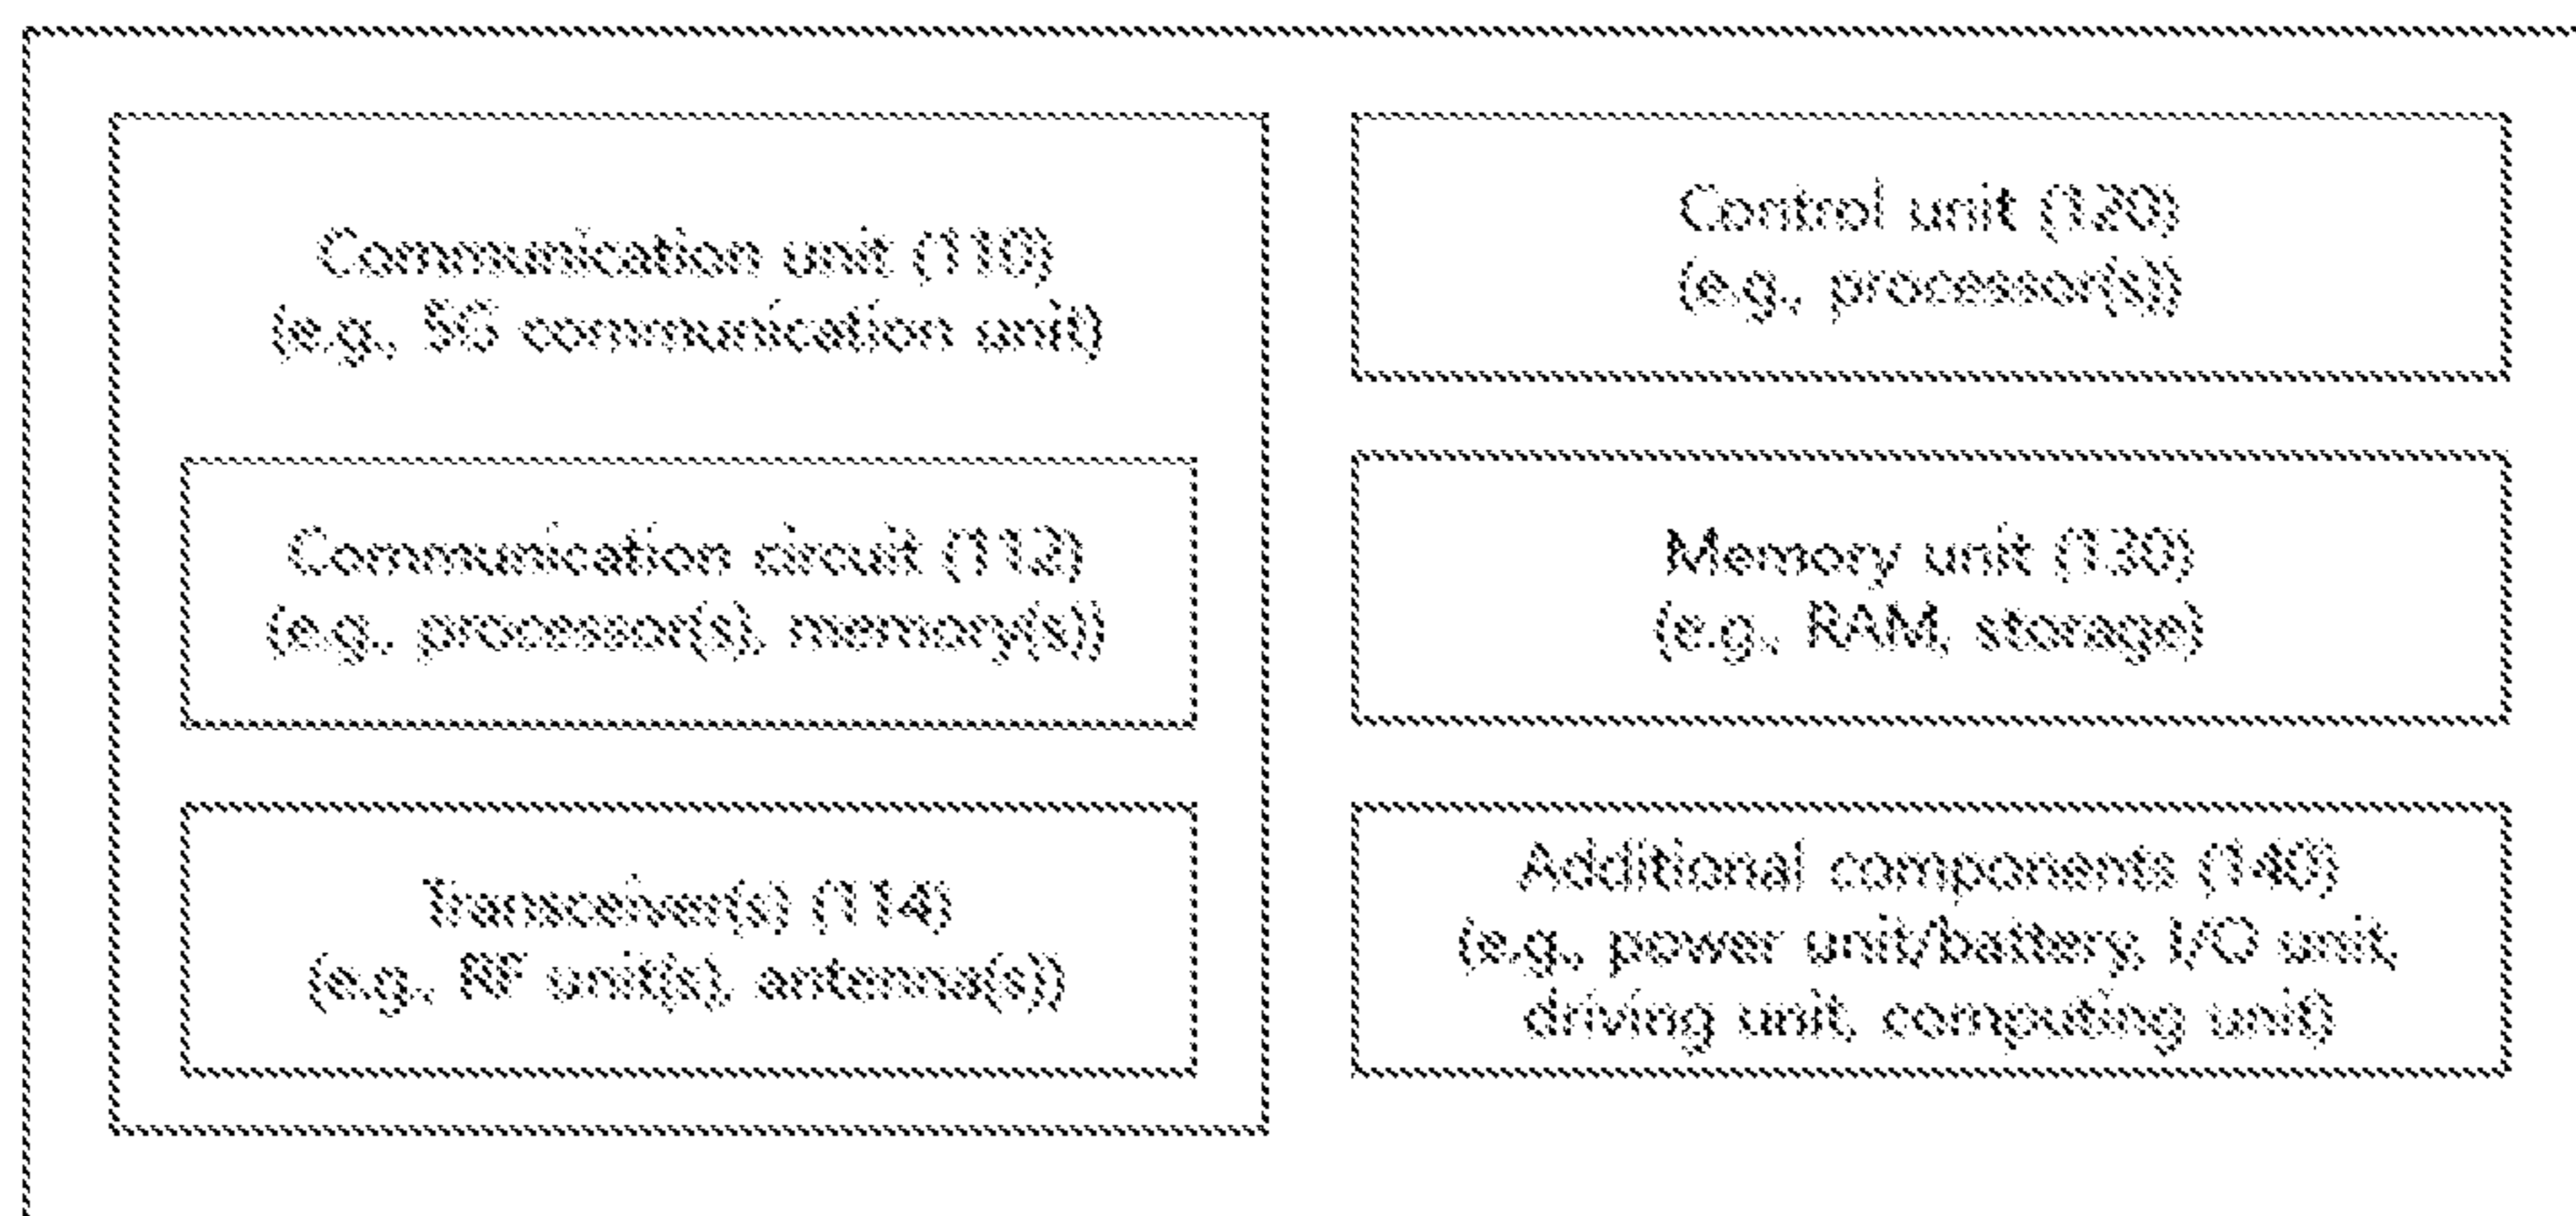 Communication unit (110)
(e.g., 5G communication unit)
Communication circuit (112)
(e.g., processor(s), memory(s))
Transceiver(s) (114)
(e.g., RF unit(s), antenna(s))
Control unit (120)
(e.g., processor(s))
Memory unit (130)
(e.g., RAM, storage)
Additional components (140)
(e.g., power unit/battery, I/O unit,
driving unit, computing unit)